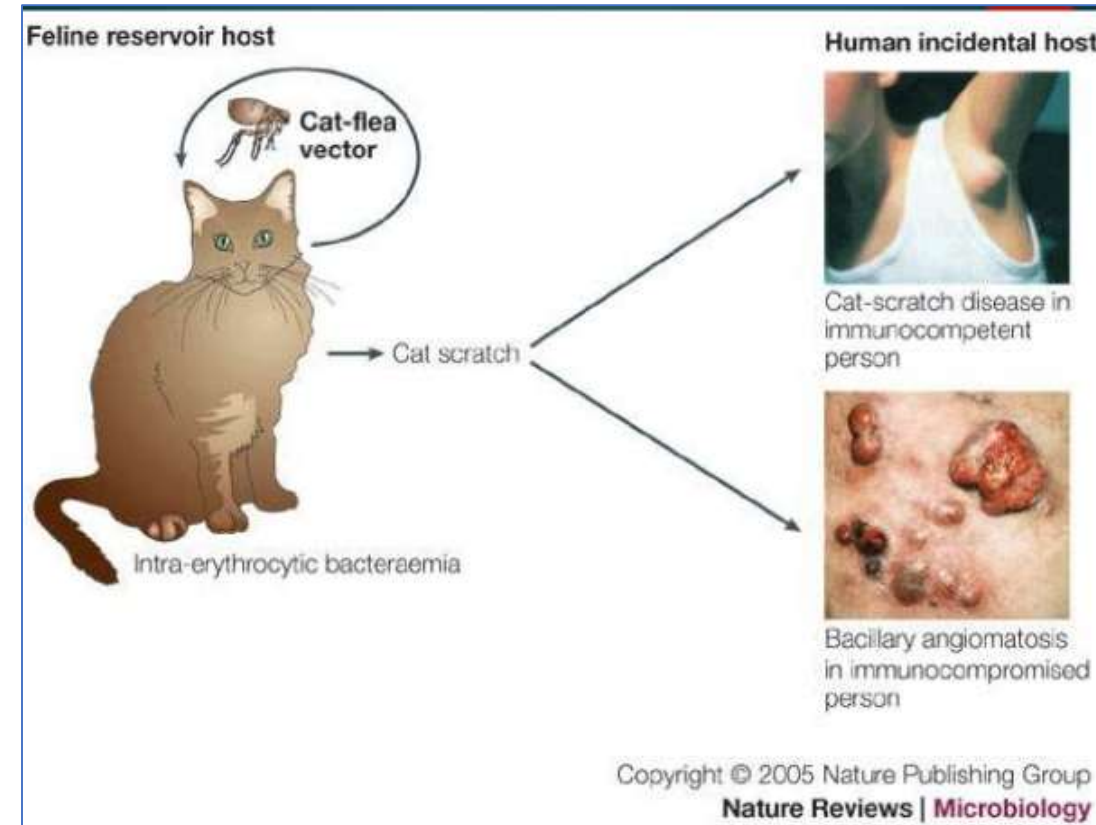 Feline reservoir host
Human incidental host
Cat-flea
vector
Cat scratch
Cat-scratch disease in
immunocompetent
person
Intra-erythrocytic bacteraemia
Bacillary angiomatosis
in immunocompromised
person
Copyright © 2005 Nature Publishing Group
Nature Reviews | Microbiology